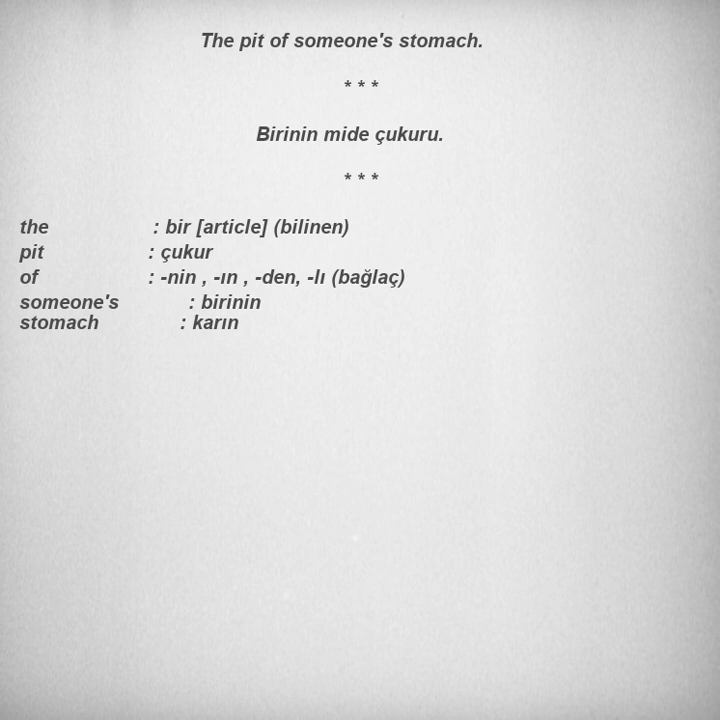 The pit of someone's stomach.
* * *
Birinin mide çukuru.
* * *
the : bir [article] (bilinen)
pit : çukur
of : -nin , -ın , -den, -lı (bağlaç)
someone's : birinin
stomach : karın